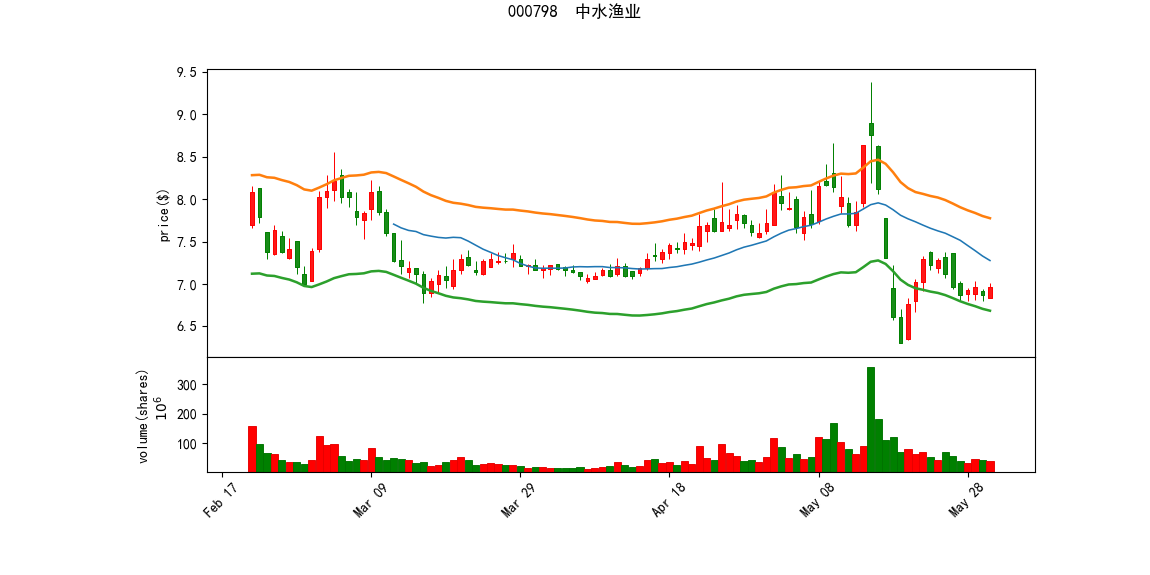 000798 中水渔业
price($)
9.5
9.0
8.5
8.0
7.5
7.0
6.5
volume(shares)
10^6
300
200
100
Feb 17
Mar 09
Mar 29
Apr 18
May 08
May 28